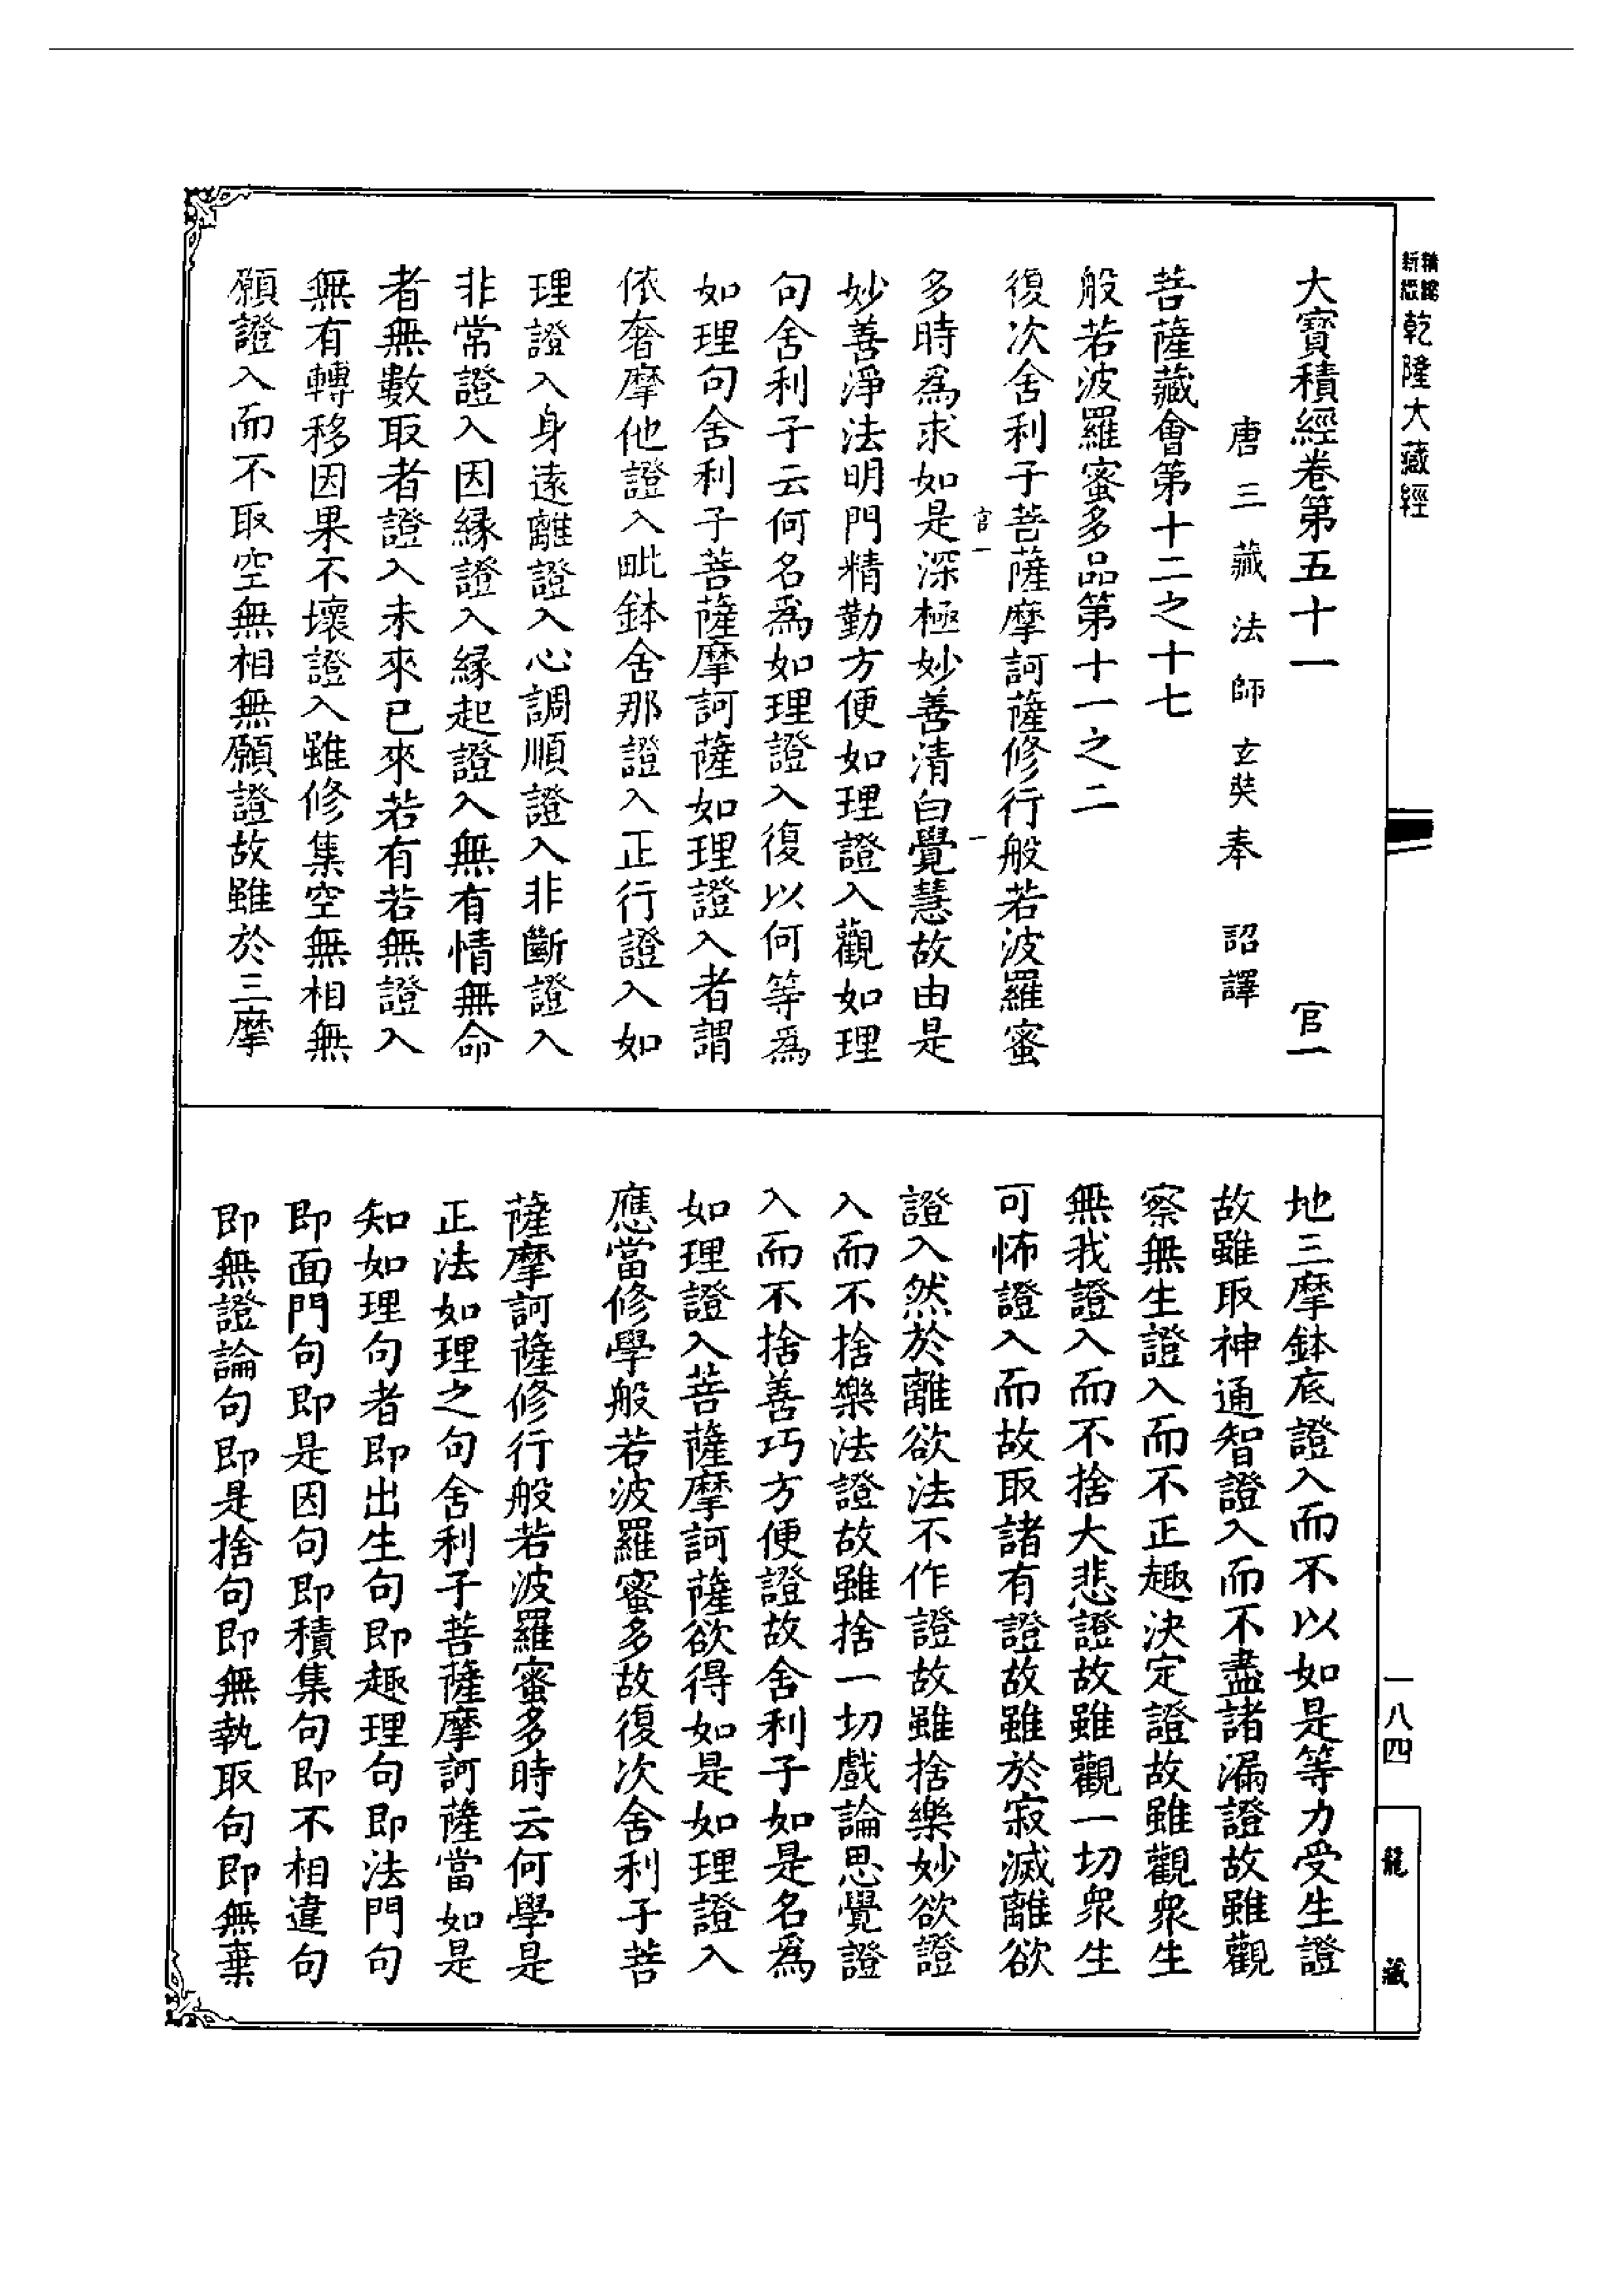 乾隆大藏經
大寶積經卷第五十一　官一
唐三藏法師玄奘奉　詔譯
菩薩藏會第十二之十七
般若波羅蜜多品第十一之二
復次舍利子菩薩摩訶薩修行般若波羅蜜
官一　一
多時爲求如是深極妙善清白覺慧故由是
妙善淨法明門精勤方便如理證入觀如理
句舍利子云何名爲如理證入復以何等爲
如理句舍利子菩薩摩訶薩如理證入者謂
依奢摩他證入毗鉢舍那證入正行證入如
理證入身遠離證入心調順證入非斷證入
非常證入因緣證入緣起證入無有情無命
者無數取者證入未來已來若有若無證入
無有轉移因果不壞證入雖修集空無相無
願證入而不取空無相無願證故雖於三摩
地三摩鉢底證入而不以如是等力受生證
故雖取神通智證入而不盡諸漏證故雖觀
察無生證入而不正趣決定證故雖觀衆生
無我證入而不捨大悲證故雖觀一切衆生
可怖證入而故取諸有證故雖於寂滅離欲
證入然於離欲法不作證故雖捨樂妙欲證
入而不捨樂法證故雖捨一切戲論思覺證
入而不捨善巧方便證故舍利子如是名爲
如理證入菩薩摩訶薩欲得如是如理證入
應當修學般若波羅蜜多故復次舍利子菩
薩摩訶薩修行般若波羅蜜多時云何學是
正法如理之句舍利子菩薩摩訶薩當如是
知如理句者即出生句即趣理句即法門句
即面門句即是因句即積集句即不相違句
即無證論句即是捨句即無執取句即無棄
一八四
龍藏